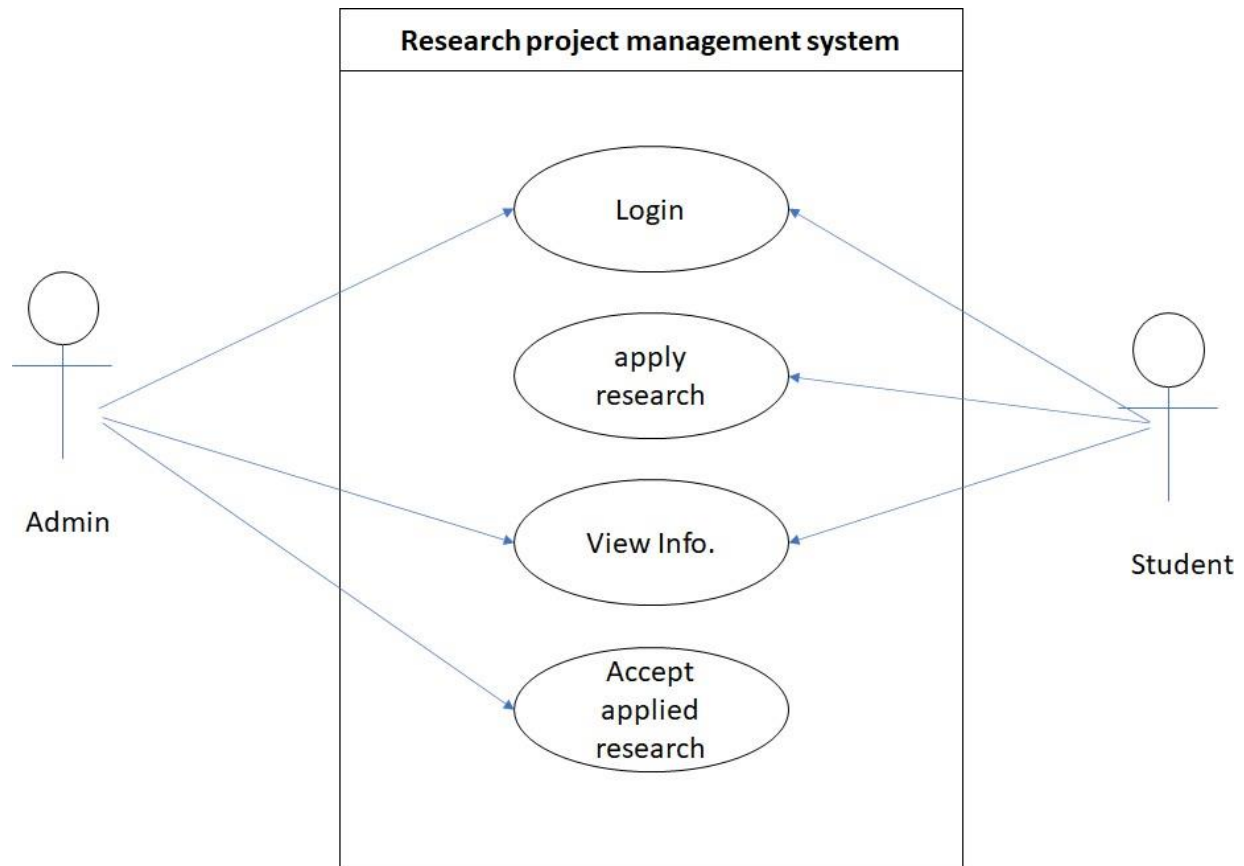 Research project management system
Login
apply
research
View Info.
Accept
applied
research
Admin
Student